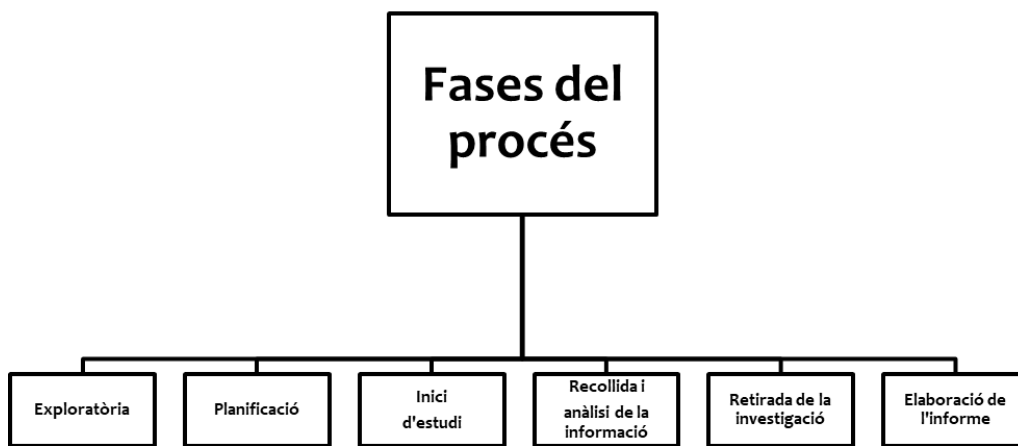 Fases del
procés
Exploratòria
Planificació
Inici
d'estudi
Recollida i
anàlisi de la
informació
Retirada de la
investigació
Elaboració de
l'informe